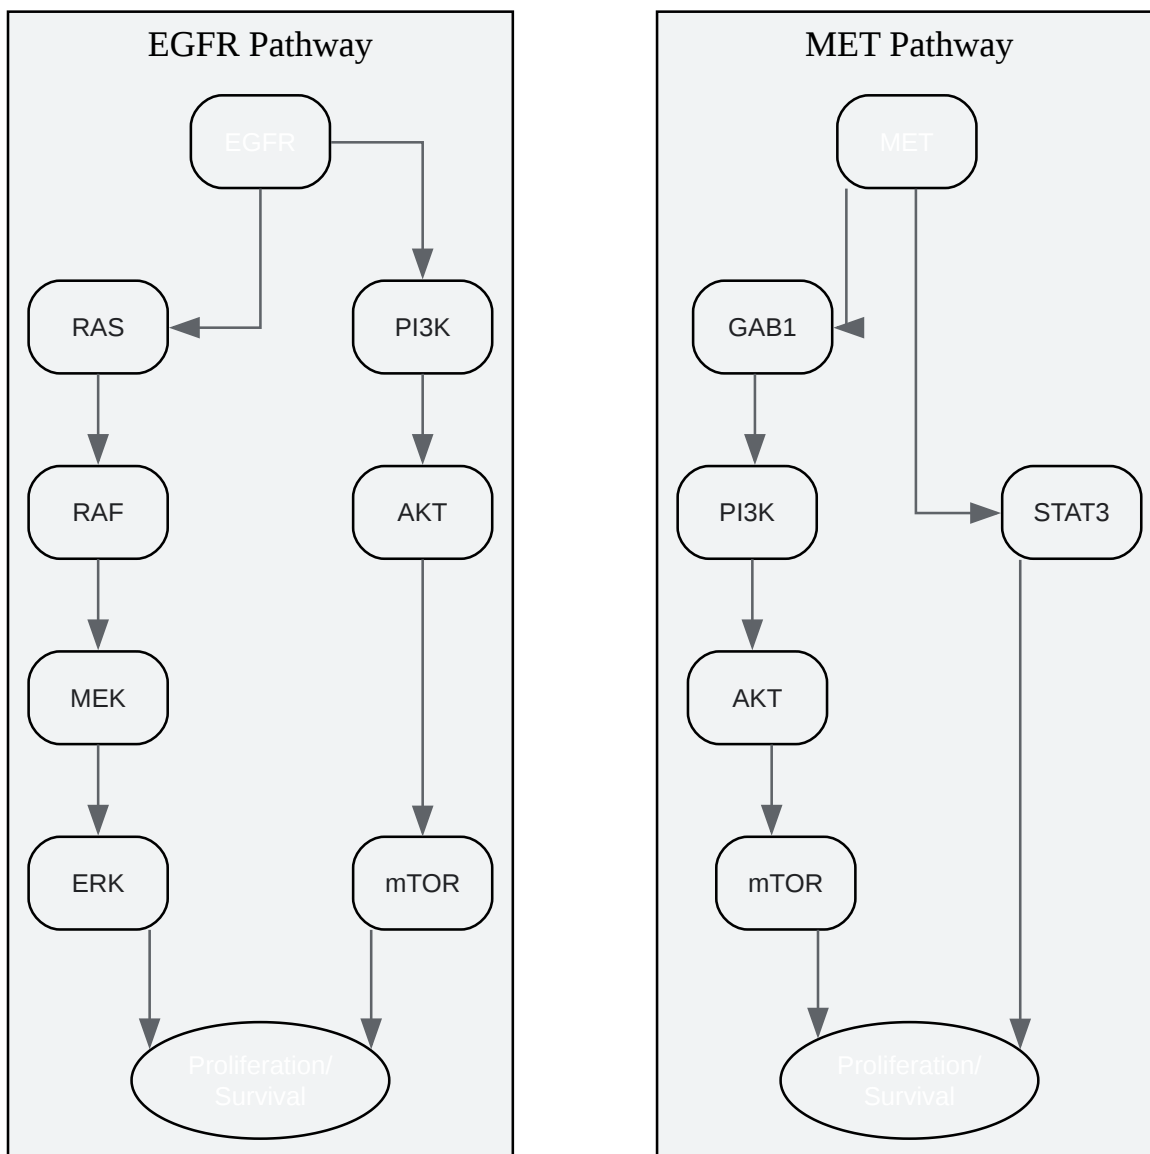 EGFR Pathway
EGFR
RAS
PI3K
RAF
AKT
MEK
ERK
mTOR
Proliferation/
Survival
MET Pathway
MET
GAB1
PI3K
STAT3
AKT
mTOR
Proliferation/
Survival